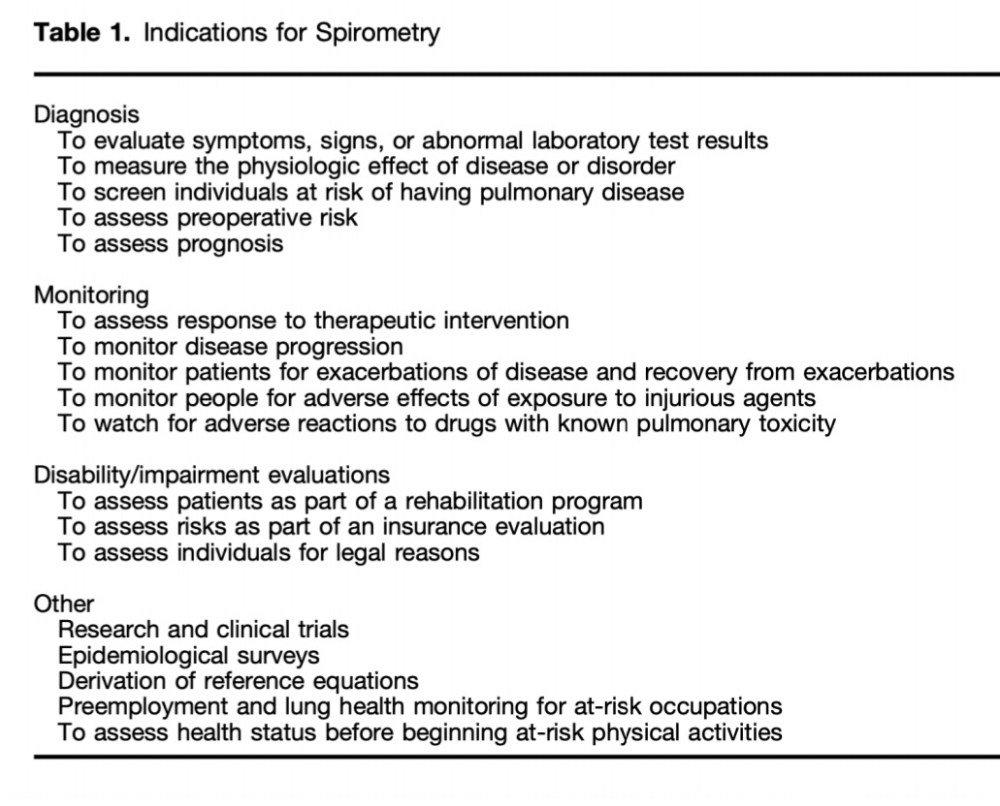 Table 1. Indications for Spirometry
Diagnosis
To evaluate symptoms, signs, or abnormal laboratory test results
To measure the physiologic effect of disease or disorder
To screen individuals at risk of having pulmonary disease
To assess preoperative risk
To assess prognosis
Monitoring
To assess response to therapeutic intervention
To monitor disease progression
To monitor patients for exacerbations of disease and recovery from exacerbations
To monitor people for adverse effects of exposure to injurious agents
To watch for adverse reactions to drugs with known pulmonary toxicity
Disability/impairment evaluations
To assess patients as part of a rehabilitation program
To assess risks as part of an insurance evaluation
To assess individuals for legal reasons
Other
Research and clinical trials
Epidemiological surveys
Derivation of reference equations
Preemployment and lung health monitoring for at-risk occupations
To assess health status before beginning at-risk physical activities